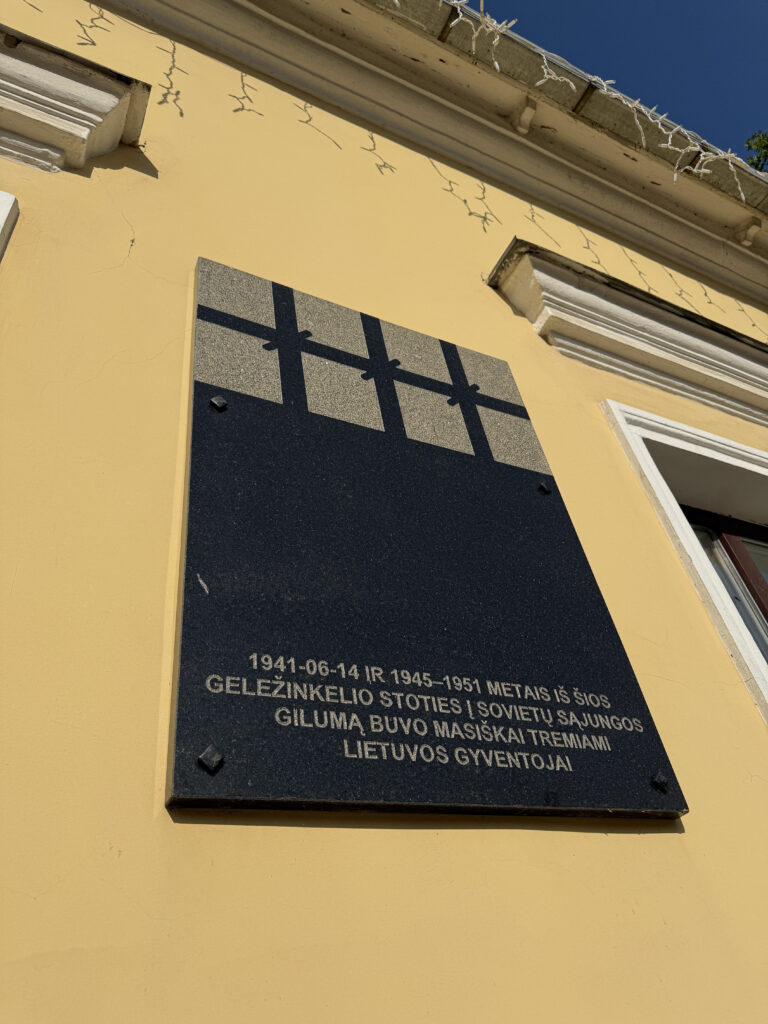 1941-06-14 IR 1945–1951 METAIS IŠ ŠIOS
GELEŽINKELIO STOTIES Į SOVIETŲ SĄJUNGOS
GILUMĄ BUVO MASIŠKAI TREMIAMI
LIETUVOS GYVENTOJAI